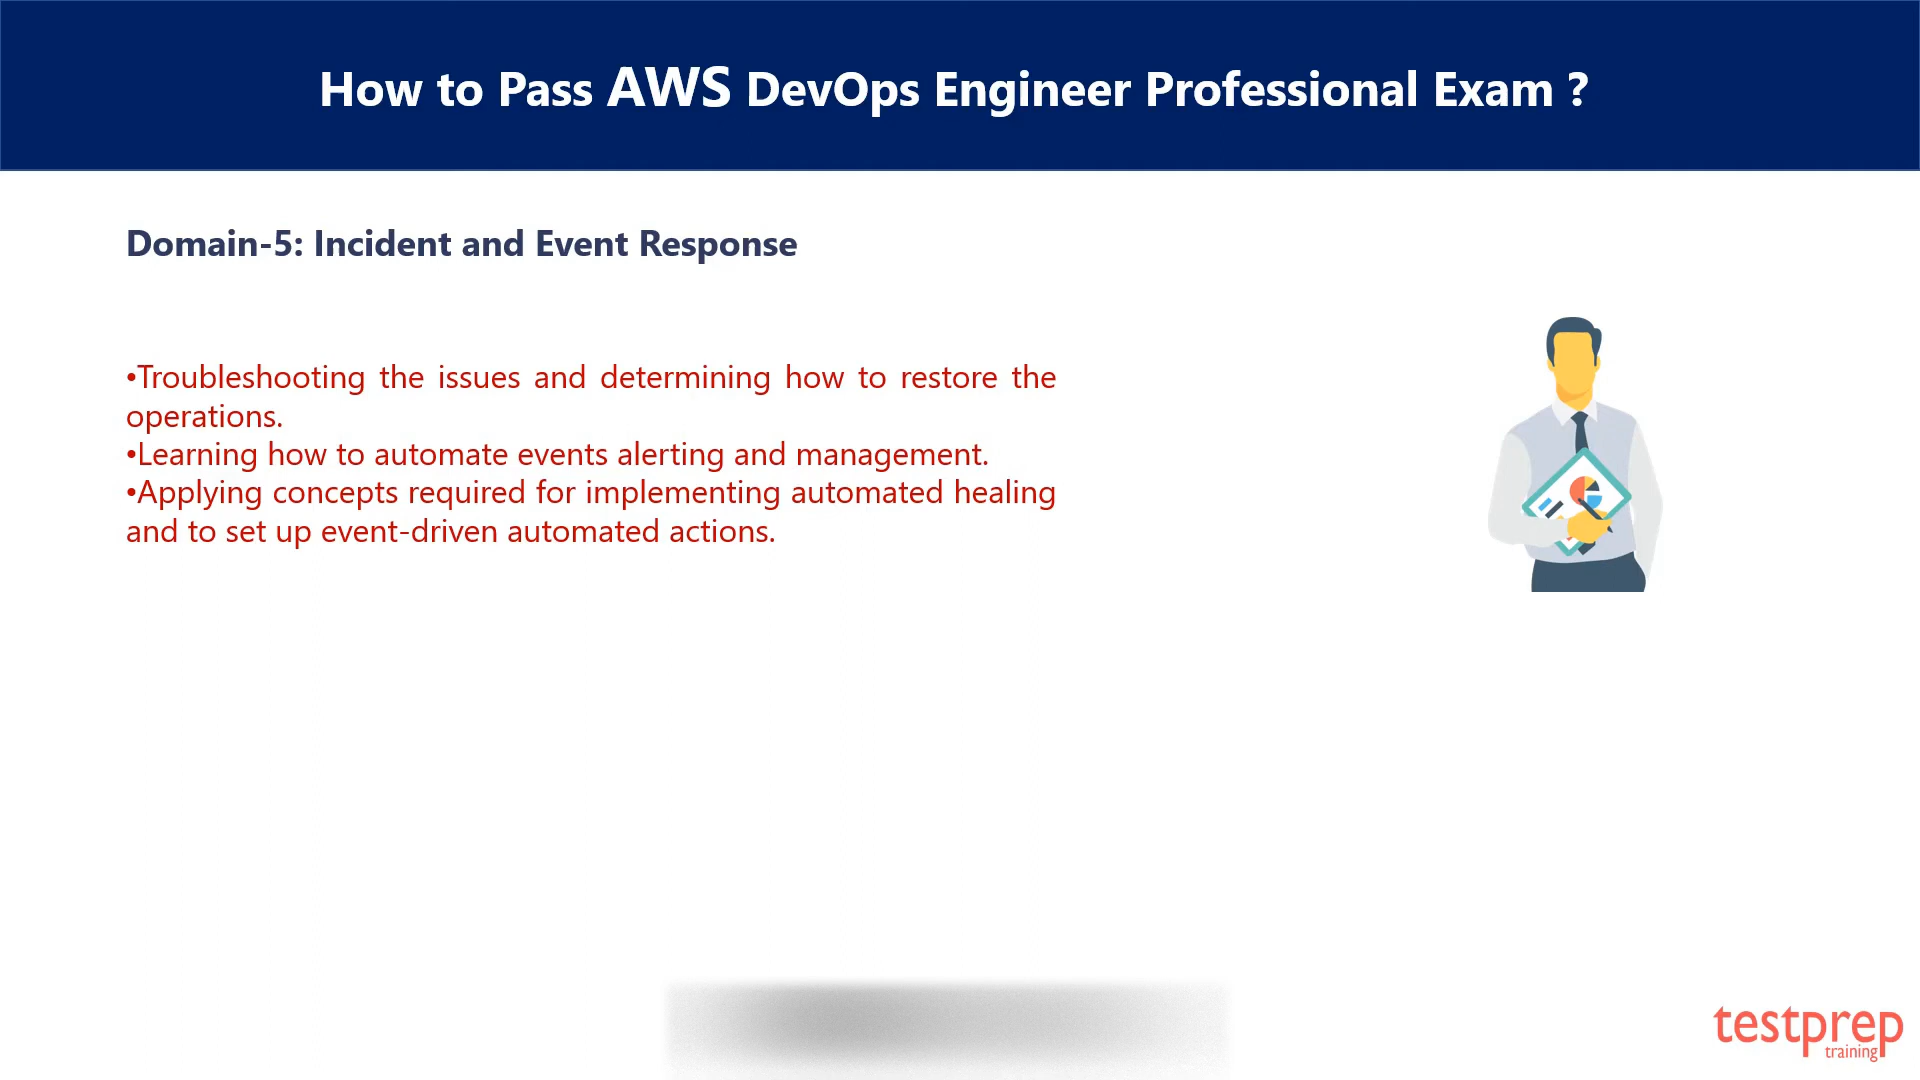 How to Pass AWS DevOps Engineer Professional Exam ?
Domain-5: Incident and Event Response
•Troubleshooting the issues and determining how to restore the
operations.
•Learning how to automate events alerting and management.
•Applying concepts required for implementing automated healing
and to set up event-driven automated actions.
testprep
training